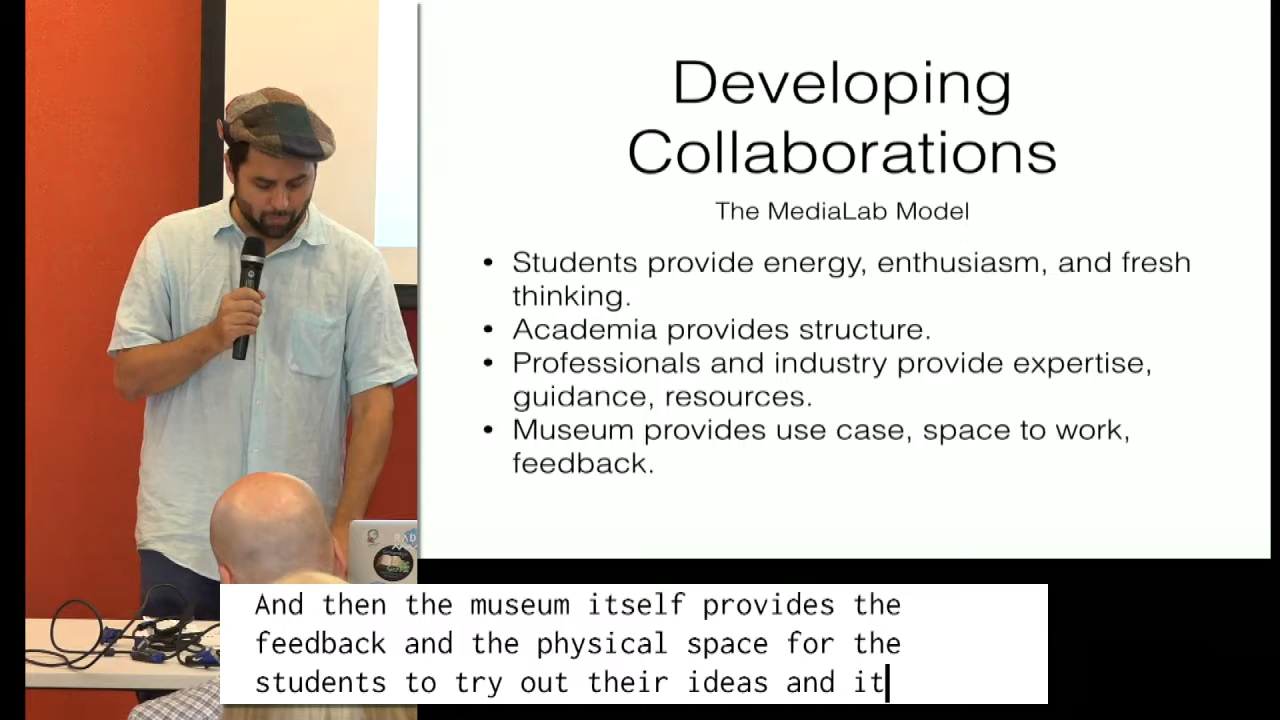 Developing
Collaborations
The MediaLab Model
• Students provide energy, enthusiasm, and fresh
thinking.
• Academia provides structure.
• Professionals and industry provide expertise,
guidance, resources.
• Museum provides use case, space to work,
feedback.
RAD
And then the museum itself provides the
feedback and the physical space for the
students to try out their ideas and it